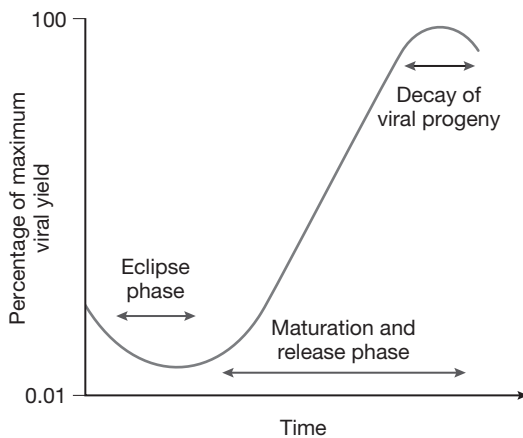 100
Percentage of maximum
viral yield
Decay of
viral progeny
Eclipse
phase
Maturation and
release phase
0.01
Time